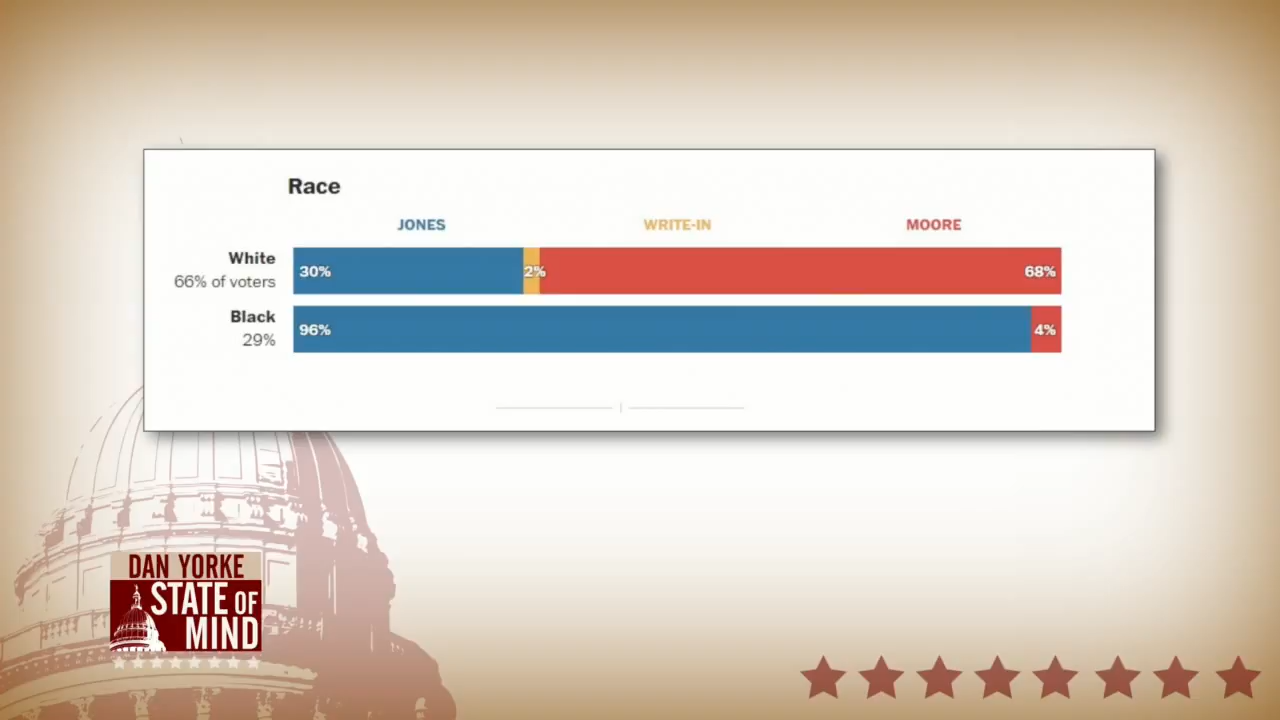 Race
JONES WRITE-IN MOORE
White
66% of voters
30% 2% 68%
Black
29%
96% 4%
DAN YORKE
STATE OF
MIND